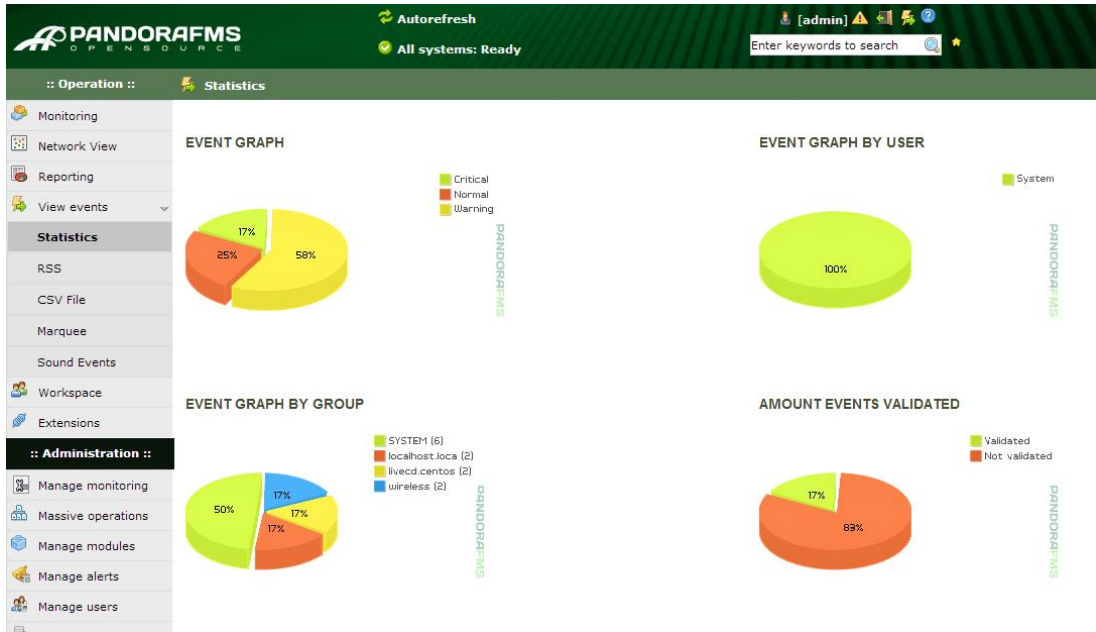 PANDORAFMS
OPENSOURCE
Autorefresh
All systems: Ready
[admin]
Enter keywords to search
:: Operation ::
Statistics
Monitoring
Network View
Reporting
View events
Statistics
RSS
CSV File
Marquee
Sound Events
Workspace
Extensions
:: Administration ::
Manage monitoring
Massive operations
Manage modules
Manage alerts
Manage users
EVENT GRAPH
Critical
Normal
Warning
17%
25%
58%
PANDORAFMS
EVENT GRAPH BY USER
System
100%
PANDORAFMS
EVENT GRAPH BY GROUP
SYSTEM (6)
localhost.loca (2)
livecd.centos (2)
wireless (2)
50%
17%
17%
17%
PANDORAFMS
AMOUNT EVENTS VALIDATED
Validated
Not validated
17%
83%
PANDORAFMS